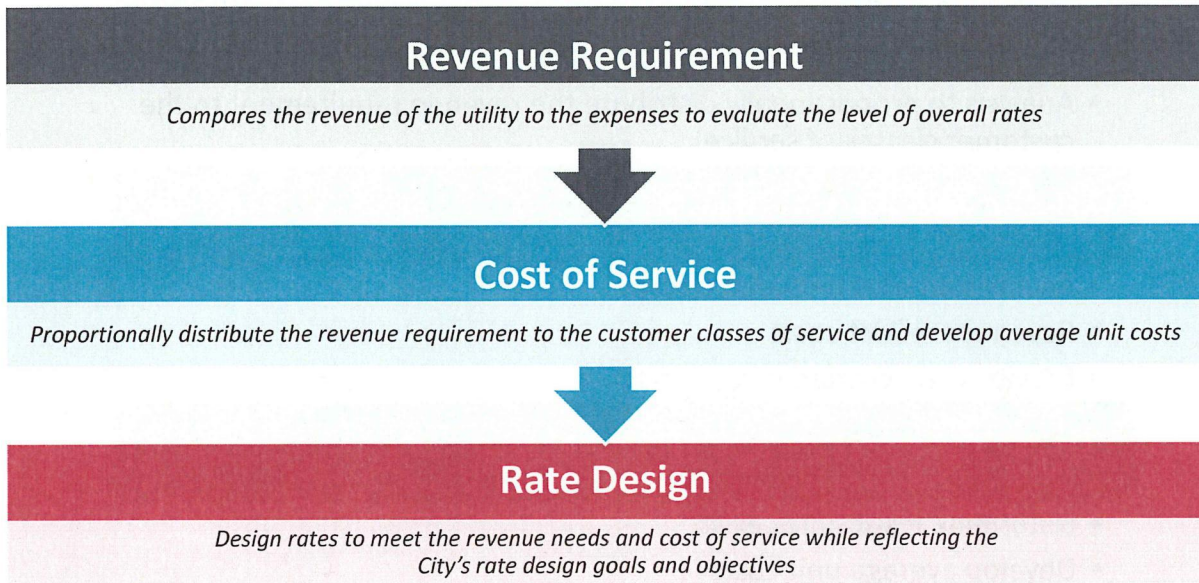 Revenue Requirement
Compares the revenue of the utility to the expenses to evaluate the level of overall rates
Cost of Service
Proportionally distribute the revenue requirement to the customer classes of service and develop average unit costs
Rate Design
Design rates to meet the revenue needs and cost of service while reflecting the
City's rate design goals and objectives